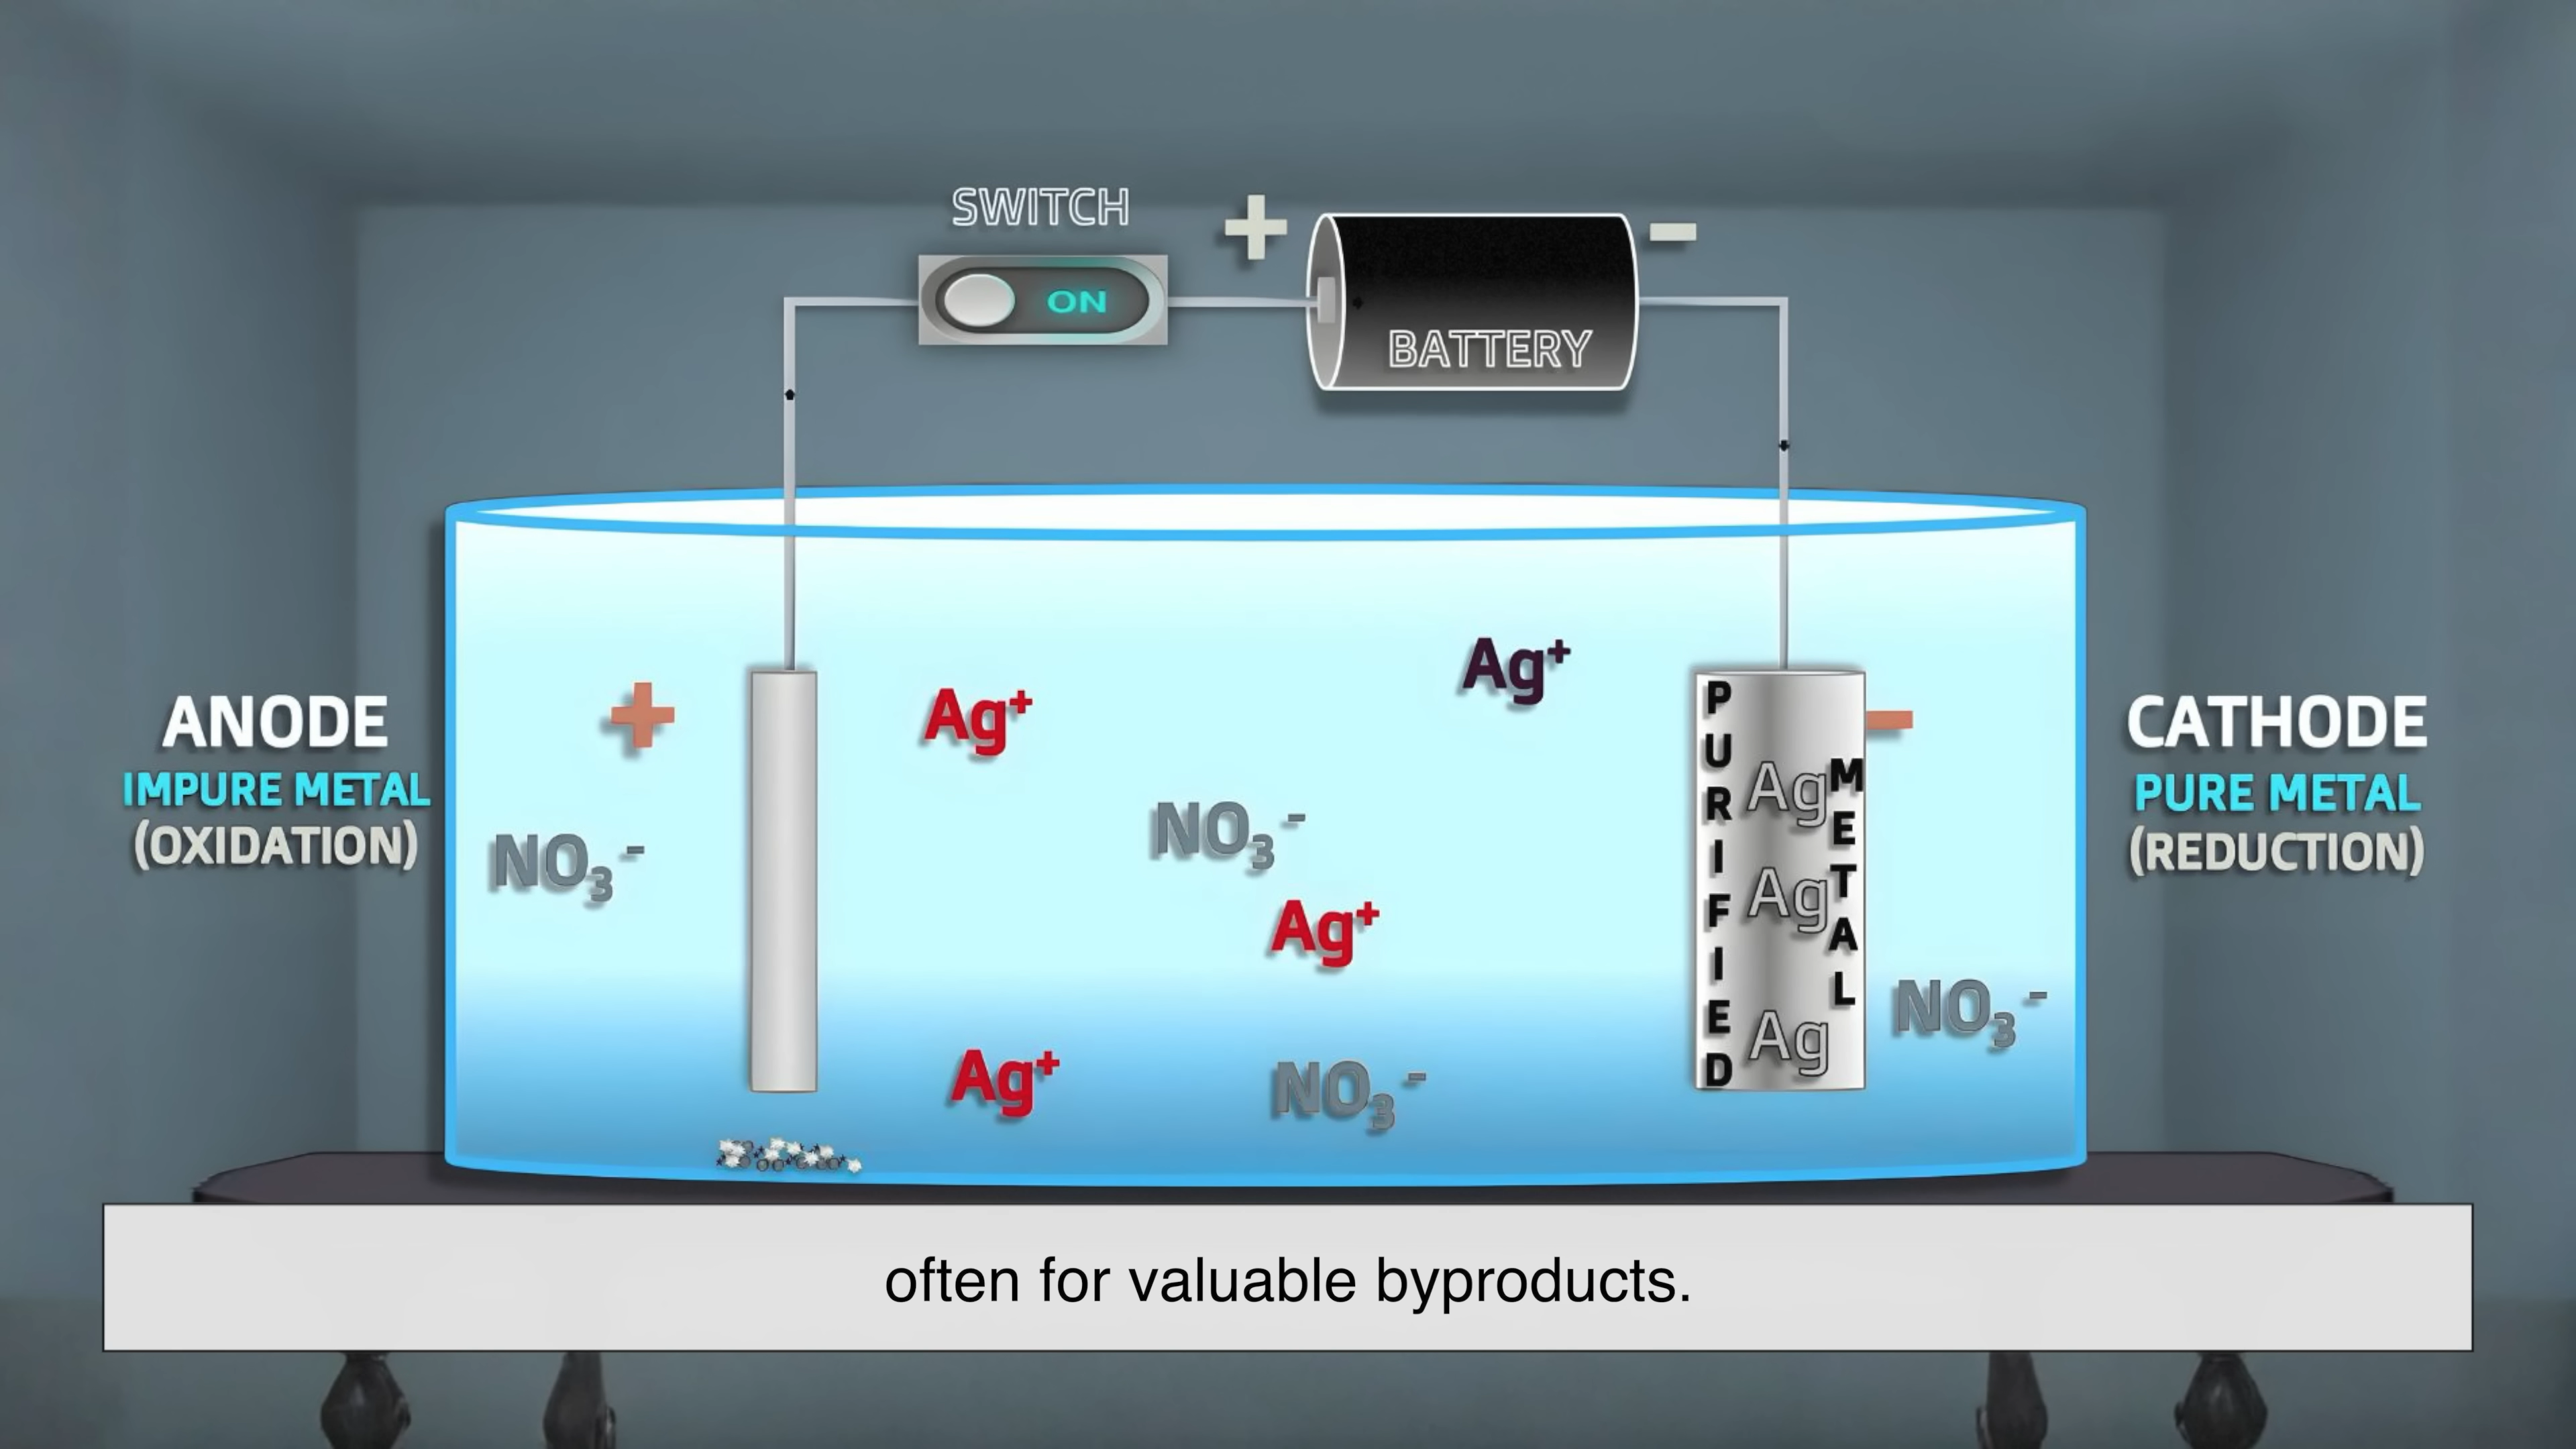 SWITCH
+
-
ON
BATTERY
ANODE
IMPURE METAL
(OXIDATION)
+
Ag⁺
Ag⁺
NO₃⁻
NO₃⁻
Ag⁺
Ag⁺
NO₃⁻
PURIFIED
METAL
Ag
Ag
Ag
-
NO₃⁻
CATHODE
PURE METAL
(REDUCTION)
often for valuable byproducts.